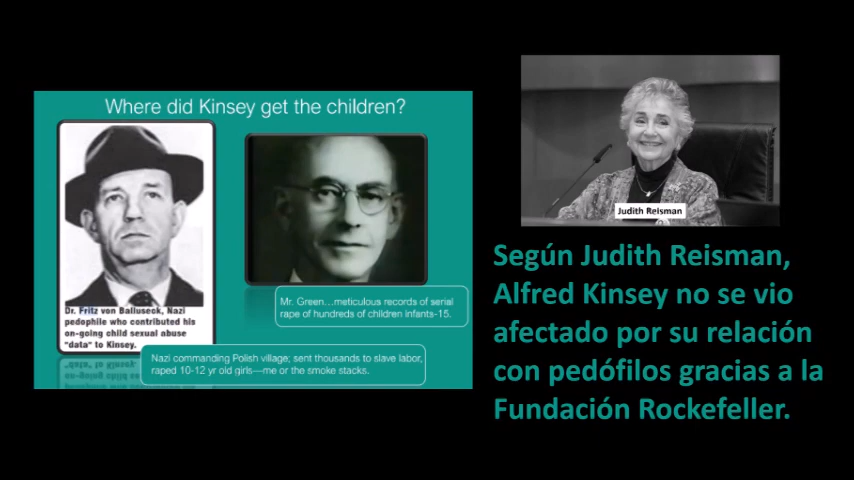 Where did Kinsey get the children?
Dr. Fritz von Balluseck, Nazi
pedophile who contributed his
on-going child sexual abuse
"data" to Kinsey.
Mr. Green...meticulous records of serial
rape of hundreds of children infants-15.
Nazi commanding Polish village; sent thousands to slave labor,
raped 10-12 yr old girls—me or the smoke stacks.
Judith Reisman
Según Judith Reisman,
Alfred Kinsey no se vio
afectado por su relación
con pedófilos gracias a la
Fundación Rockefeller.